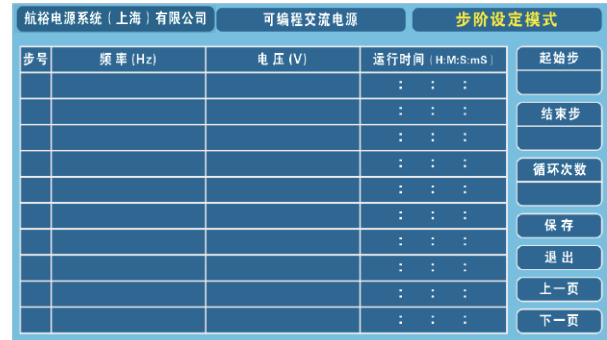 航裕电源系统（上海）有限公司 可编程交流电源 步阶设定模式
步号 频率(Hz) 电压(V) 运行时间（H:M:S:mS） 起始步
: : :
: : : 结束步
: : :
: : : 循环次数
: : :
: : : 保存
: : : 退出
: : :
: : : 上一页
: : : 下一页